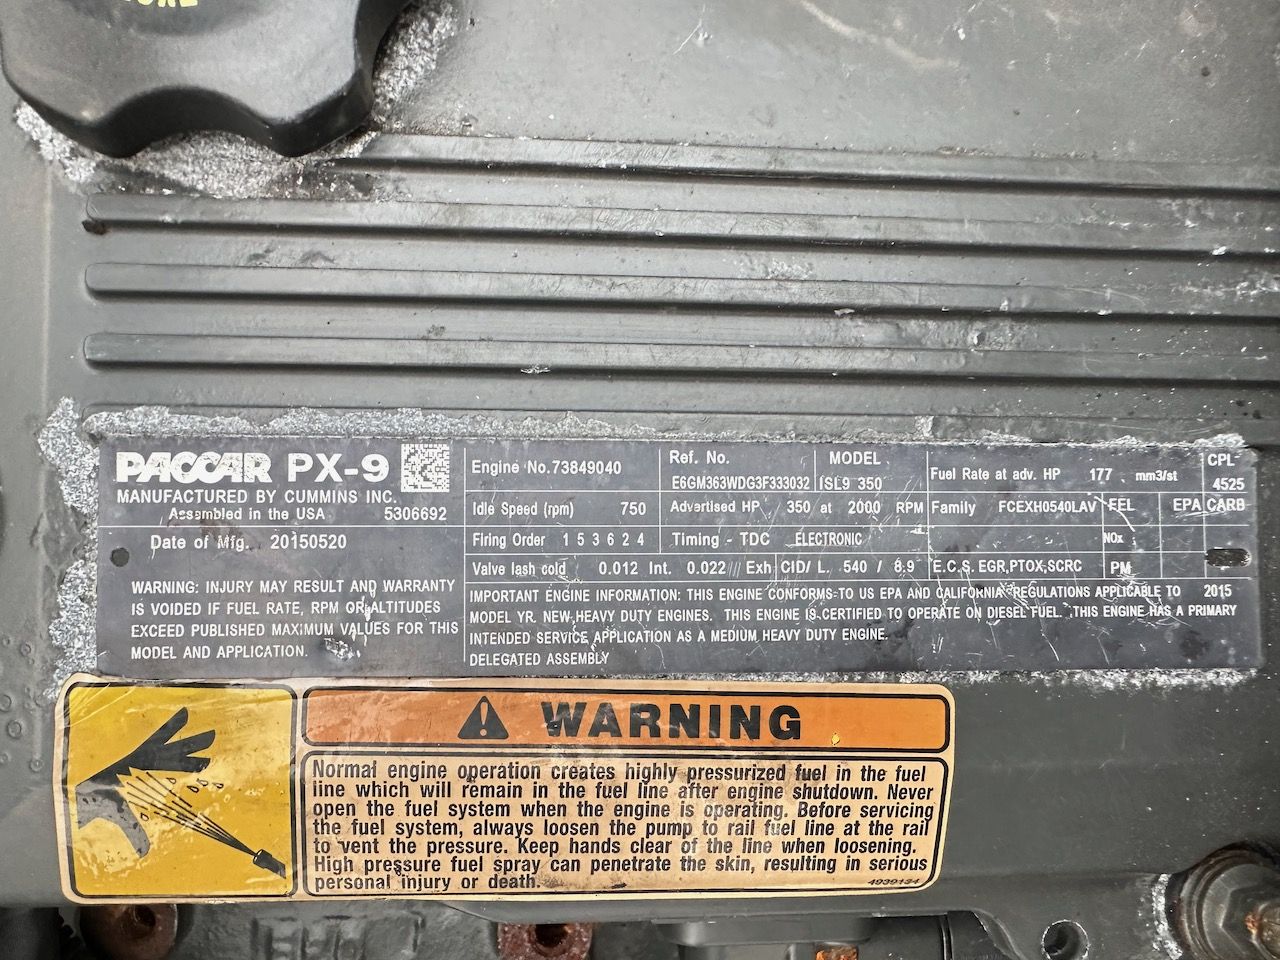 PACCAR PX-9
MANUFACTURED BY CUMMINS INC.
Assembled in the USA 5306692
Date of Mfg. 20150520
WARNING: INJURY MAY RESULT AND WARRANTY
IS VOIDED IF FUEL RATE, RPM OR ALTITUDES
EXCEED PUBLISHED MAXIMUM VALUES FOR THIS
MODEL AND APPLICATION.
Engine No.73849040
Ref. No.
E6GM363WDG3F333032
MODEL
ISL9 350
Fuel Rate at adv. HP 177 mm3/st
CPL
4525
Idle Speed (rpm) 750
Advertised HP 350 at 2000 RPM
Family FCEXH0540LAV
FEL
EPA
CARB
Firing Order 1 5 3 6 2 4
Timing - TDC ELECTRONIC
NOx
Valve lash cold 0.012 Int. 0.022 Exh
CID/ L. 540 / 8.9
E.C.S. EGR,PTOX,SCRC
PM
IMPORTANT ENGINE INFORMATION: THIS ENGINE CONFORMS TO US EPA AND CALIFORNIA REGULATIONS APPLICABLE TO 2015
MODEL YR. NEW HEAVY DUTY ENGINES. THIS ENGINE IS CERTIFIED TO OPERATE ON DIESEL FUEL. THIS ENGINE HAS A PRIMARY
INTENDED SERVICE APPLICATION AS A MEDIUM HEAVY DUTY ENGINE.
DELEGATED ASSEMBLY
WARNING
Normal engine operation creates highly pressurized fuel in the fuel
line which will remain in the fuel line after engine shutdown. Never
open the fuel system when the engine is operating. Before servicing
the fuel system, always loosen the pump to rail fuel line at the rail
to vent the pressure. Keep hands clear of the line when loosening.
High pressure fuel spray can penetrate the skin, resulting in serious
personal injury or death.
4939134